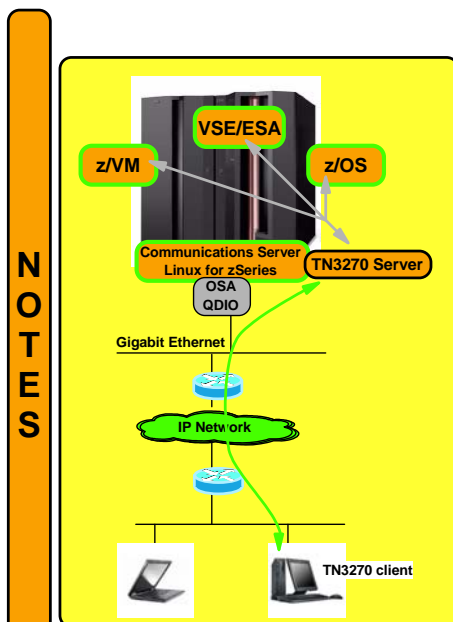 NOTES
VSE/ESA
z/VM
z/OS
Communications Server
Linux for zSeries
TN3270 Server
OSA
QDIO
Gigabit Ethernet
IP Network
TN3270 client